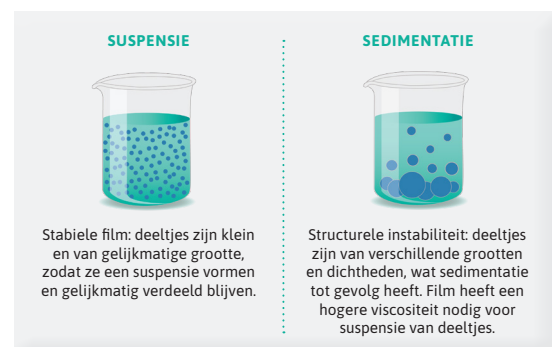 SUSPENSIE
Stabiele film: deeltjes zijn klein
en van gelijkmatige grootte,
zodat ze een suspensie vormen
en gelijkmatig verdeeld blijven.
SEDIMENTATIE
Structurele instabiliteit: deeltjes
zijn van verschillende grootten
en dichtheden, wat sedimentatie
tot gevolg heeft. Film heeft een
hogere viscositeit nodig voor
suspensie van deeltjes.